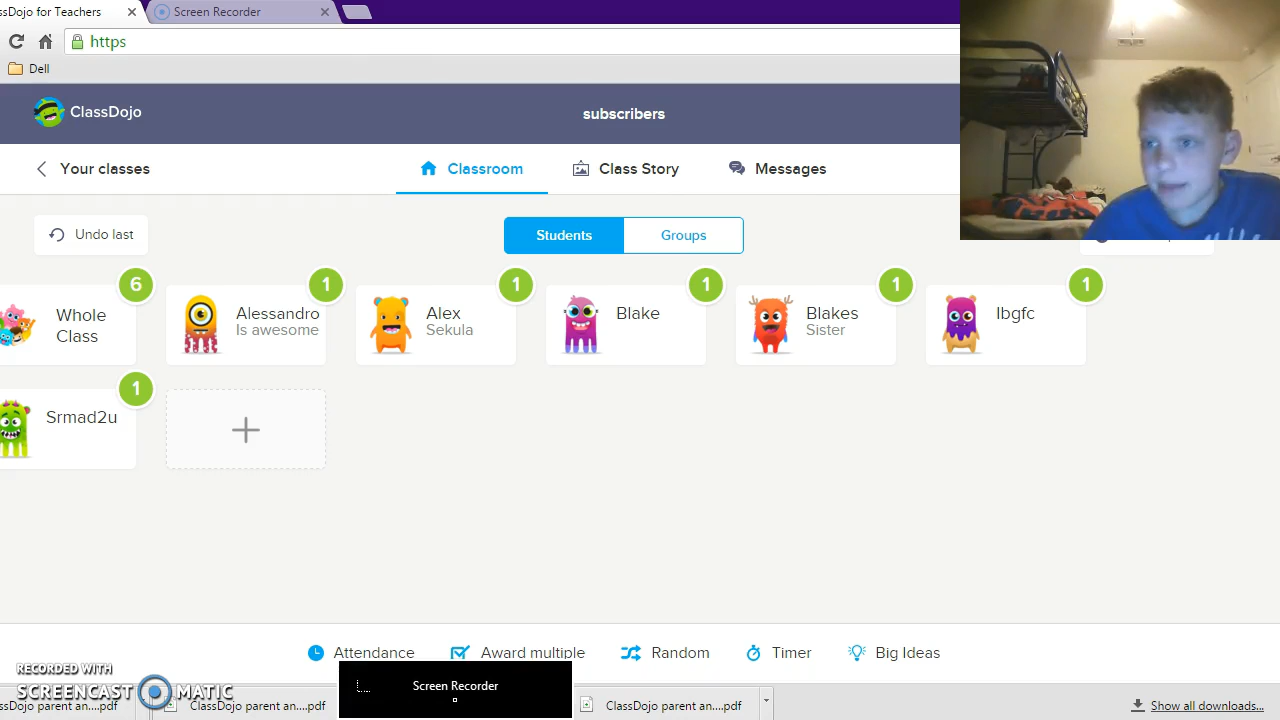 ssDojo for Teachers
Screen Recorder
https
Dell
ClassDojo
subscribers
Your classes
Classroom
Class Story
Messages
Undo last
Students
Groups
6
1
1
1
1
1
Whole
Class
Alessandro
Is awesome
Alex
Sekula
Blake
Blakes
Sister
Srmad2u
1
+
Attendance
Award multiple
Random
Timer
Big Ideas
RECORDED WITH
SCREENCAST MATIC
Screen Recorder
ssDojo parent an....pdf
ClassDojo parent an....pdf
ClassDojo parent an....pdf
Show all downloads...